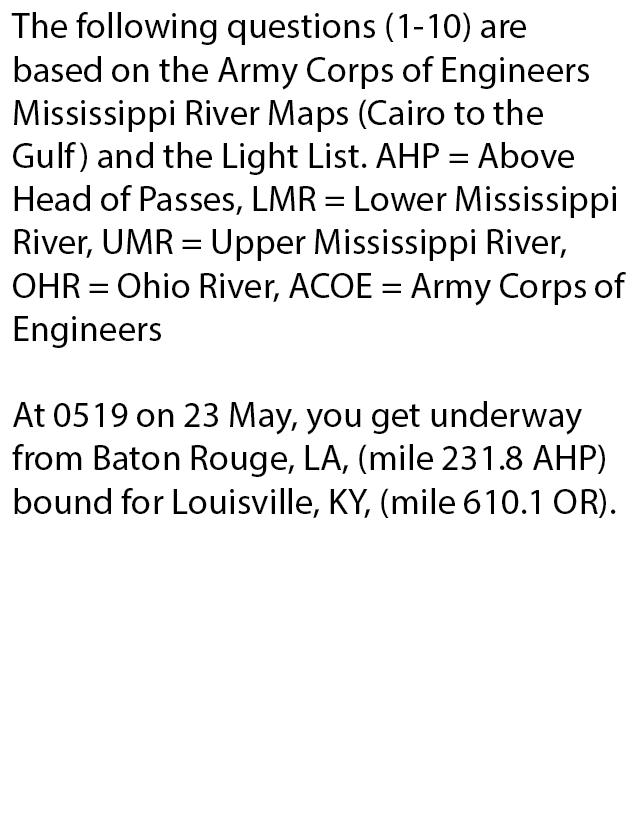 The following questions (1-10) are
based on the Army Corps of Engineers
Mississippi River Maps (Cairo to the
Gulf) and the Light List. AHP = Above
Head of Passes, LMR = Lower Mississippi
River, UMR = Upper Mississippi River,
OHR = Ohio River, ACOE = Army Corps of
Engineers
At 0519 on 23 May, you get underway
from Baton Rouge, LA, (mile 231.8 AHP)
bound for Louisville, KY, (mile 610.1 OR).